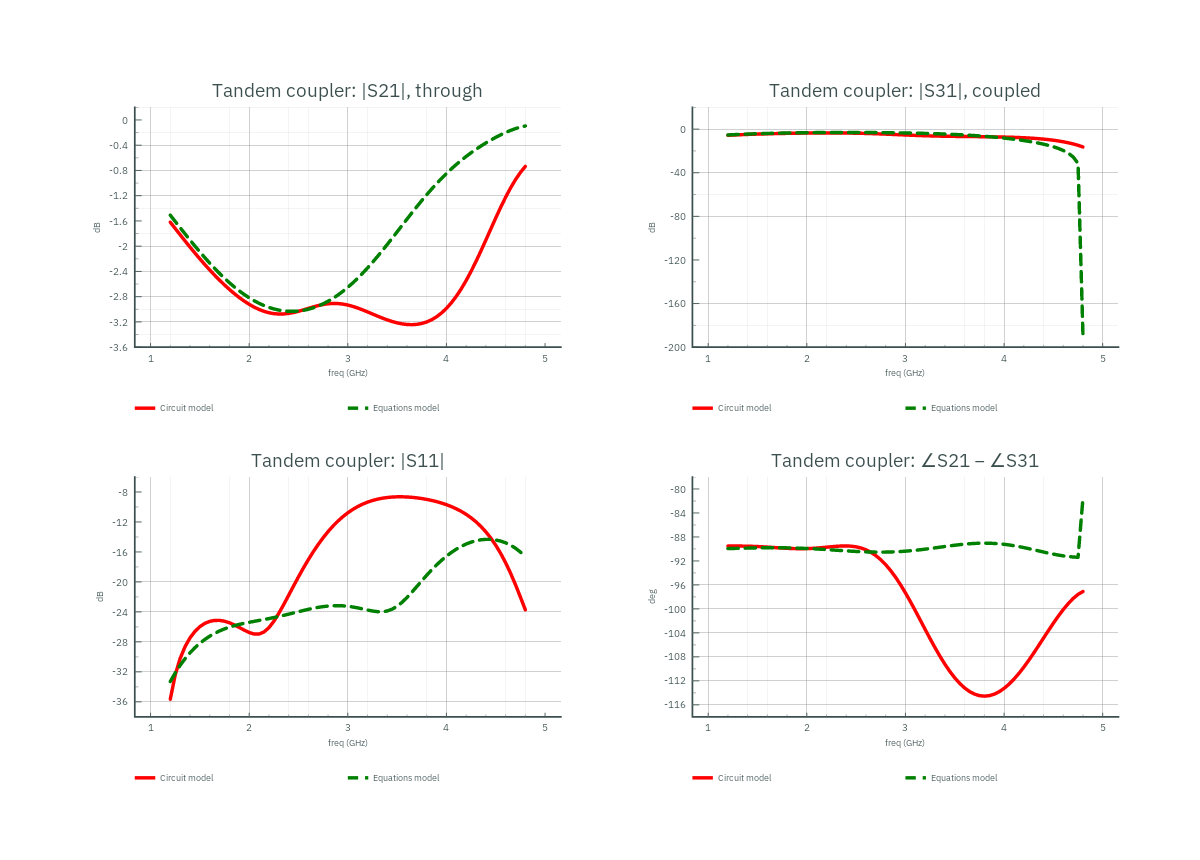 Tandem coupler: |S21|, through
0
-0.4
-0.8
-1.2
-1.6
-2
-2.4
-2.8
-3.2
-3.6
dB
1 2 3 4 5
freq (GHz)
Circuit model Equations model
Tandem coupler: |S31|, coupled
0
-40
-80
-120
-160
-200
dB
1 2 3 4 5
freq (GHz)
Circuit model Equations model
Tandem coupler: |S11|
-8
-12
-16
-20
-24
-28
-32
-36
dB
1 2 3 4 5
freq (GHz)
Circuit model Equations model
Tandem coupler: ∠S21 – ∠S31
-80
-84
-88
-92
-96
-100
-104
-108
-112
-116
deg
1 2 3 4 5
freq (GHz)
Circuit model Equations model